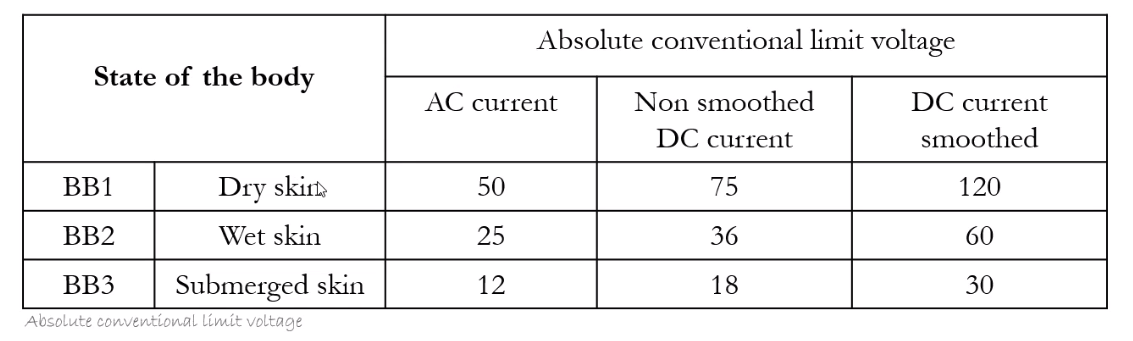 State of the body
Absolute conventional limit voltage
AC current
Non smoothed
DC current
DC current
smoothed
BB1 Dry skin 50 75 120
BB2 Wet skin 25 36 60
BB3 Submerged skin 12 18 30
Absolute conventional limit voltage